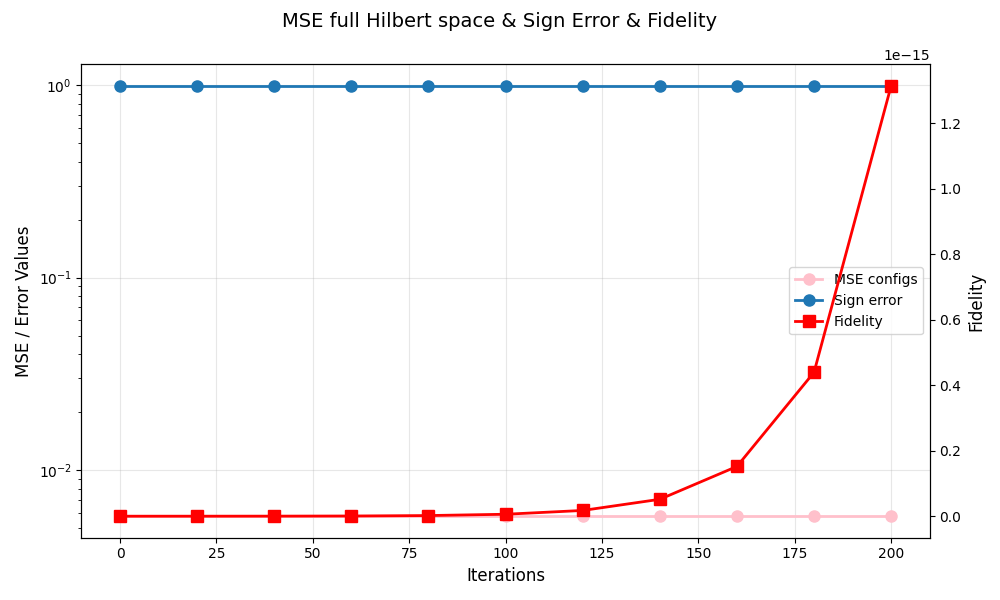 MSE full Hilbert space & Sign Error & Fidelity
1e−15
10⁰
10⁻¹
10⁻²
MSE / Error Values
1.2
1.0
0.8
0.6
0.4
0.2
0.0
Fidelity
MSE configs
Sign error
Fidelity
0 25 50 75 100 125 150 175 200
Iterations